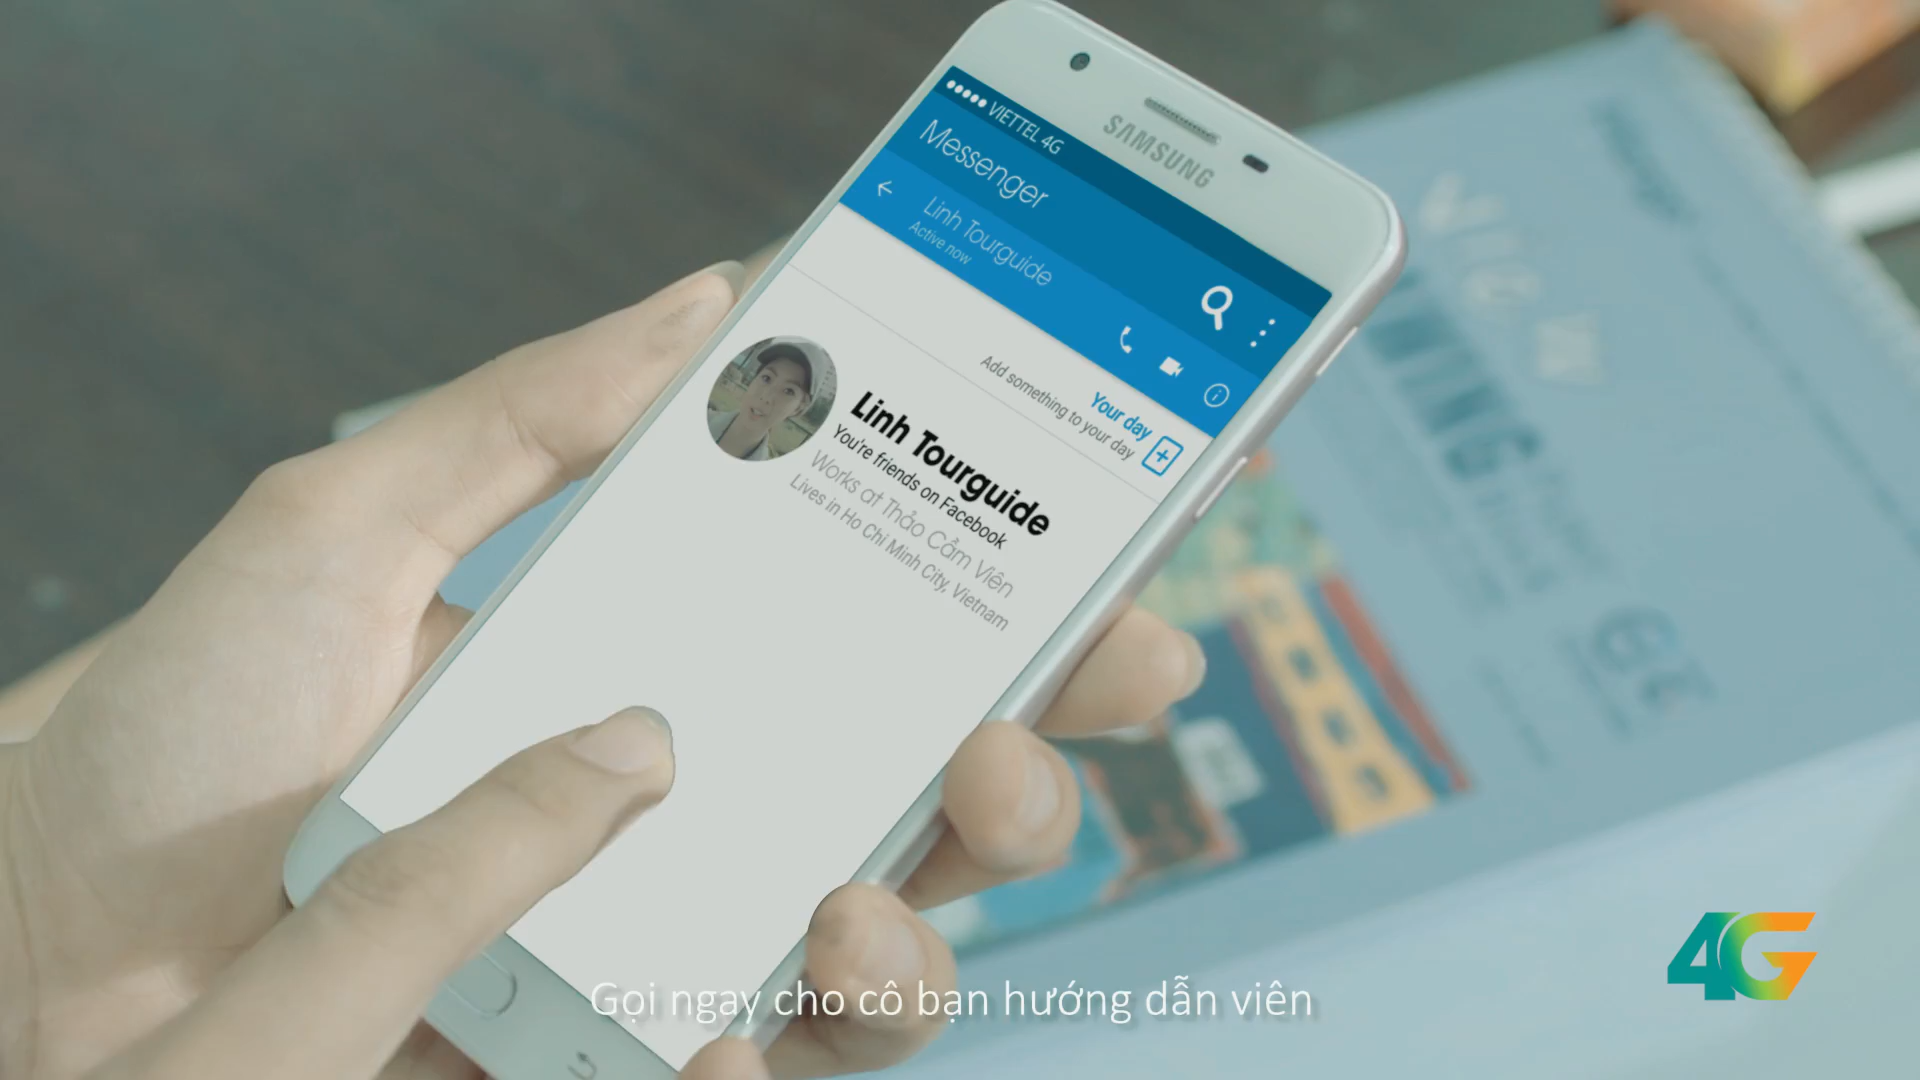 VIETTEL 4G
SAMSUNG
Messenger
Linh Tourguide
Active now
Your day
Add something to your day
Linh Tourguide
You're friends on Facebook
Works at Thảo Cầm Viên
Lives in Ho Chi Minh City, Vietnam
4G
Gọi ngay cho cô bạn hướng dẫn viên